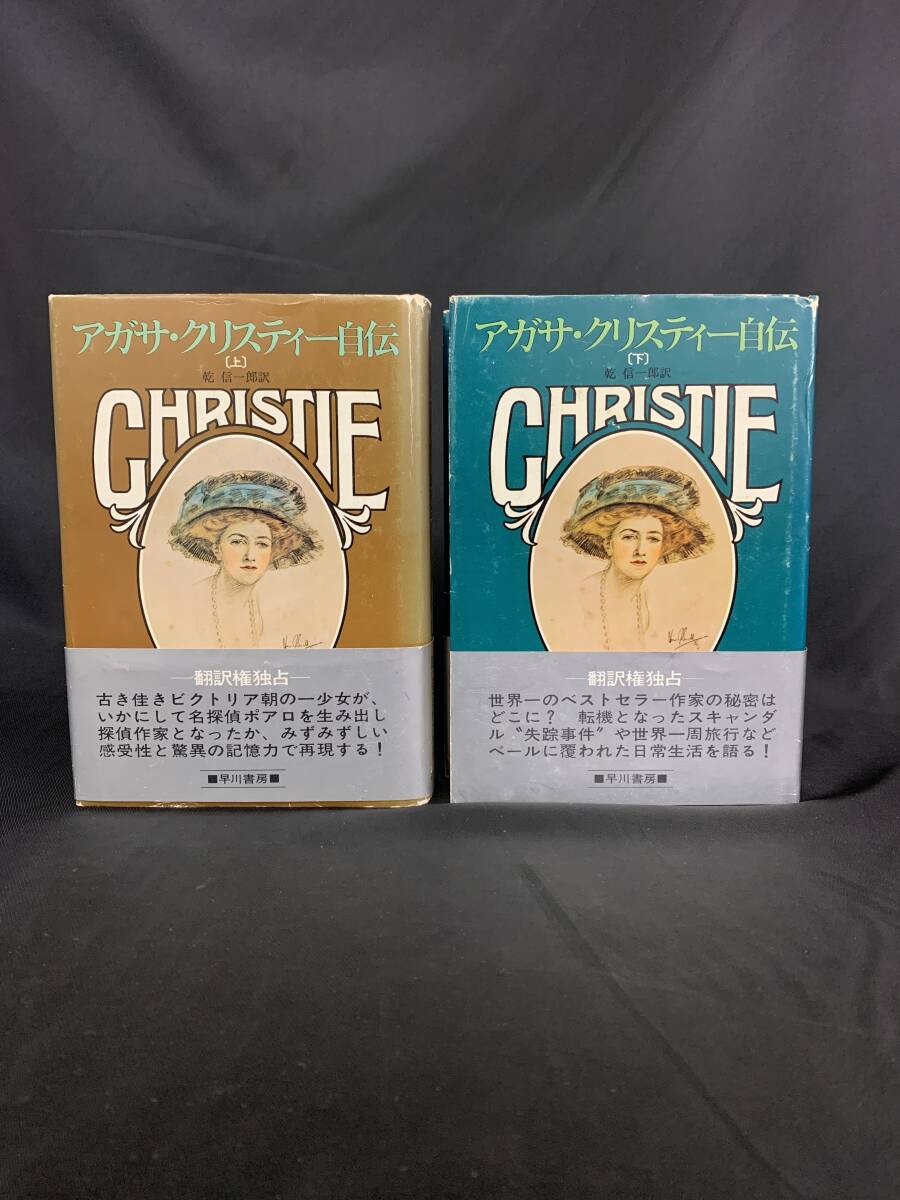 アガサ・クリスティー自伝
〔上〕
乾 信一郎訳
CHRISTIE
翻訳権独占
古き佳きビクトリア朝の一少女が、
いかにして名探偵ポアロを生み出し
探偵作家となったか、みずみずしい
感受性と驚異の記憶力で再現する！
■早川書房■
アガサ・クリスティー自伝
〔下〕
乾 信一郎訳
CHRISTIE
翻訳権独占
世界一のベストセラー作家の秘密は
どこに？　転機となったスキャンダ
ル〝失踪事件〟や世界一周旅行など
ベールに覆われた日常生活を語る！
■早川書房■